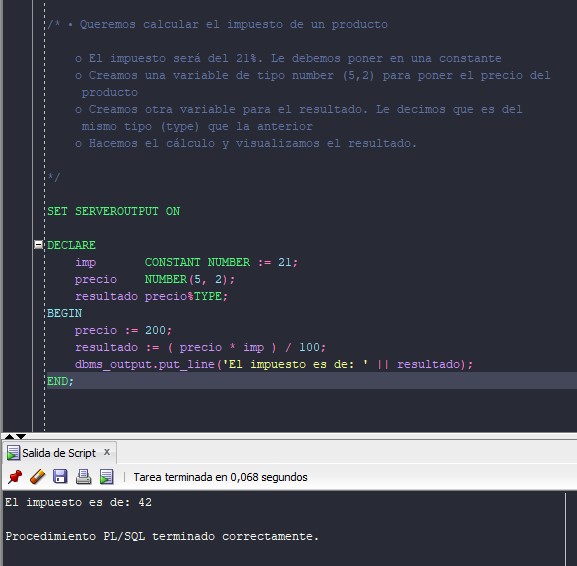 /* • Queremos calcular el impuesto de un producto
o El impuesto será del 21%. Le debemos poner en una constante
o Creamos una variable de tipo number (5,2) para poner el precio del
producto
o Creamos otra variable para el resultado. Le decimos que es del
mismo tipo (type) que la anterior
o Hacemos el cálculo y visualizamos el resultado.
*/
SET SERVEROUTPUT ON
DECLARE
imp CONSTANT NUMBER := 21;
precio NUMBER(5, 2);
resultado precio%TYPE;
BEGIN
precio := 200;
resultado := ( precio * imp ) / 100;
dbms_output.put_line('El impuesto es de: ' || resultado);
END;
Salida de Script x
Tarea terminada en 0,068 segundos
El impuesto es de: 42
Procedimiento PL/SQL terminado correctamente.